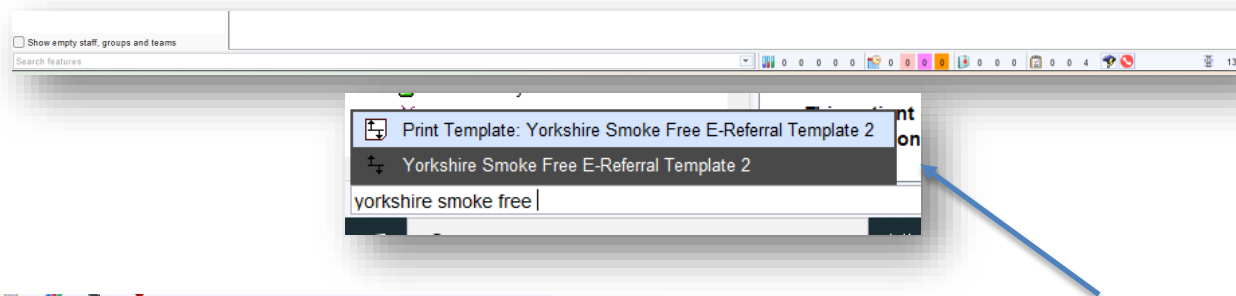 Show empty staff, groups and teams
Search features 0 0 0 0 0 0 0 0 0 0 0 0 0 0 4 13
nt
Print Template: Yorkshire Smoke Free E-Referral Template 2
on
Yorkshire Smoke Free E-Referral Template 2
yorkshire smoke free